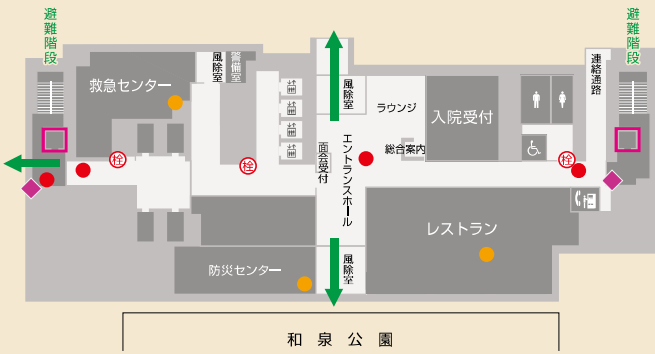 避難階段
避難階段
救急センター
風除室
警備室
風除室
ラウンジ
入院受付
連絡通路
総合案内
面会受付
エントランスホール
栓
栓
栓
レストラン
防災センター
風除室
和泉公園